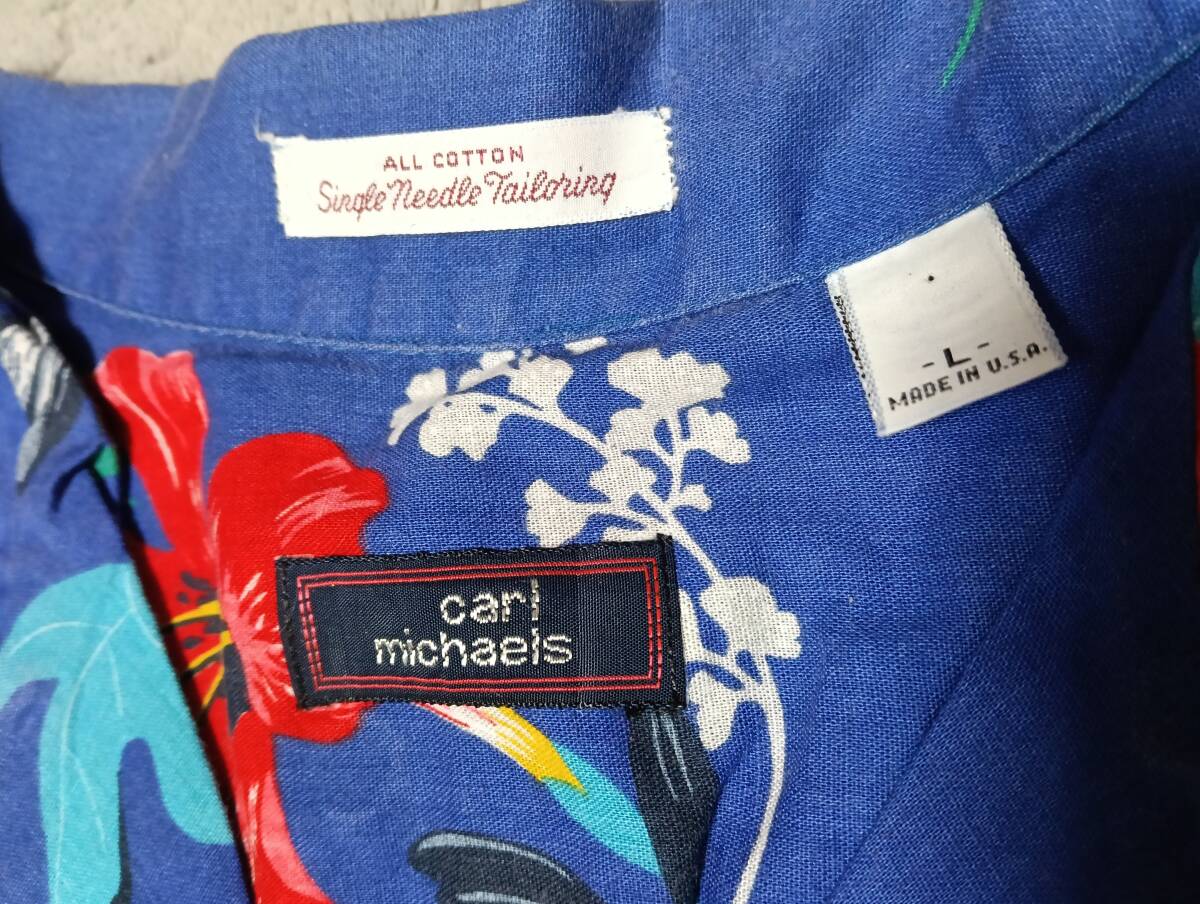 ALL COTTON
Single Needle Tailoring
- L -
MADE IN U.S.A.
carl
michaels